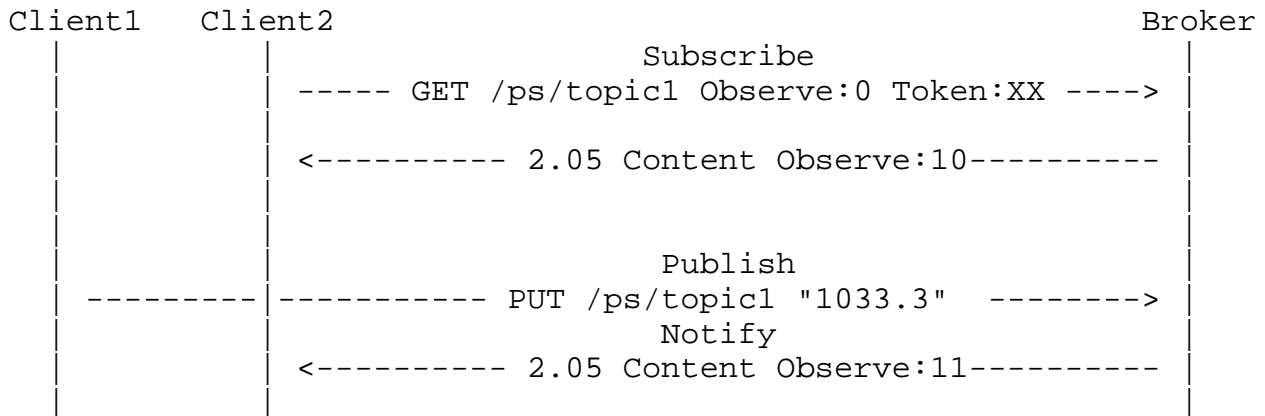 Client1 Client2 Broker
Subscribe
----- GET /ps/topic1 Observe:0 Token:XX ---->
<---------- 2.05 Content Observe:10----------
Publish
---------|----------- PUT /ps/topic1 "1033.3" -------->
Notify
<---------- 2.05 Content Observe:11----------